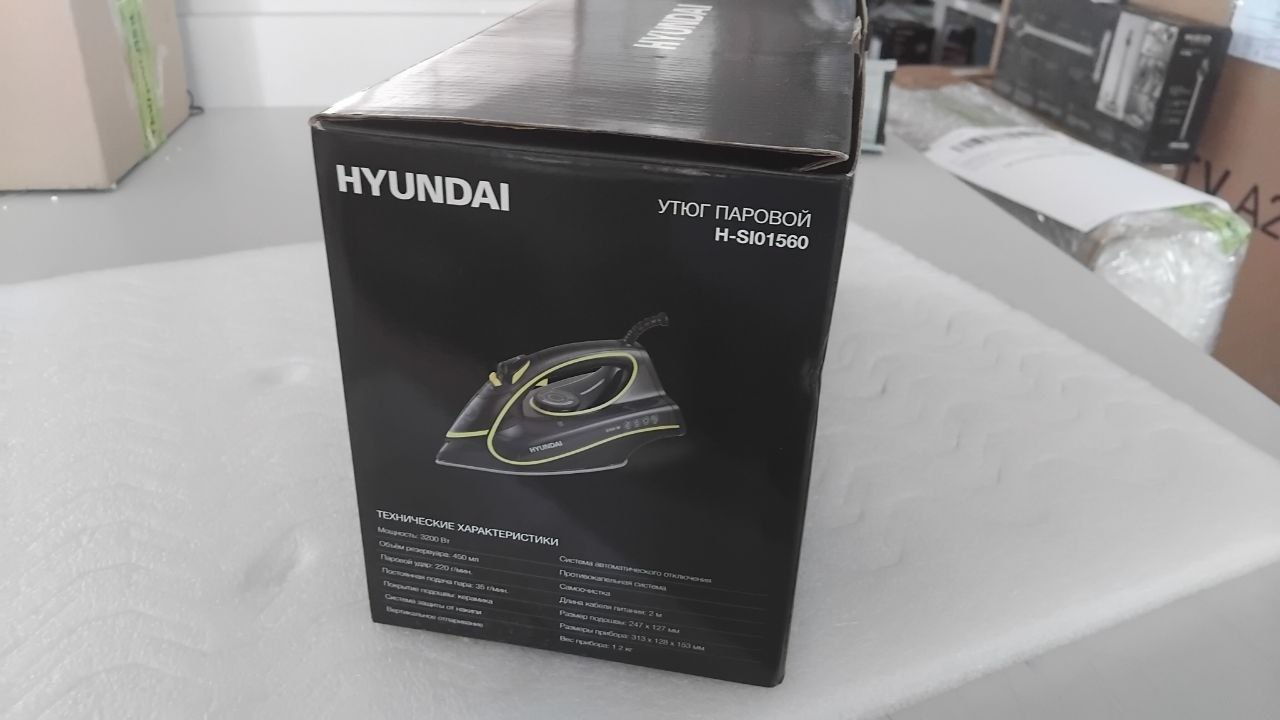 HYUNDAI
HYUNDAI
УТЮГ ПАРОВОЙ
H-SI01560
HYUNDAI
ТЕХНИЧЕСКИЕ ХАРАКТЕРИСТИКИ
Мощность: 3200 Вт
Объём резервуара: 450 мл
Паровой удар: 220 г/мин.
Постоянная подача пара: 35 г/мин.
Покрытие подошвы: керамика
Система защиты от накипи
Вертикальное отпаривание
Система автоматического отключения
Противокапельная система
Самоочистка
Длина кабеля питания: 2 м
Размер подошвы: 247 x 127 мм
Размеры прибора: 313 x 128 x 153 мм
Вес прибора: 1.2 кг